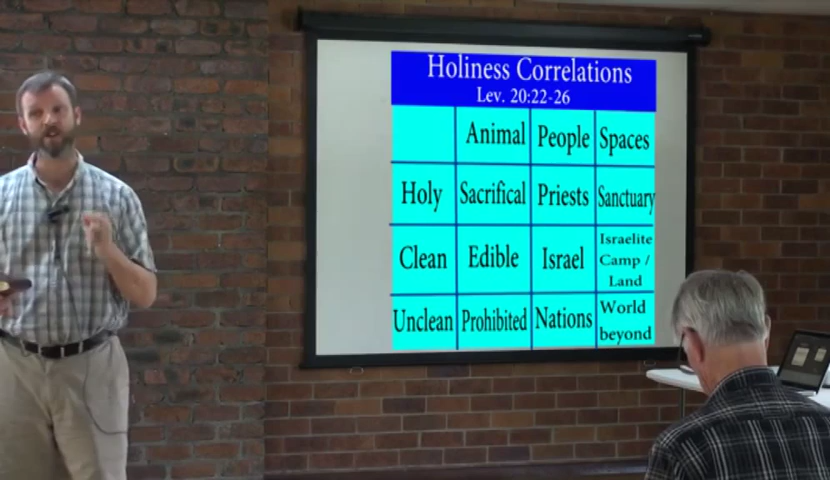 Holiness Correlations
Lev. 20:22-26
Animal People Spaces
Holy Sacrifical Priests Sanctuary
Clean Edible Israel Israelite
Camp /
Land
Unclean Prohibited Nations World
beyond